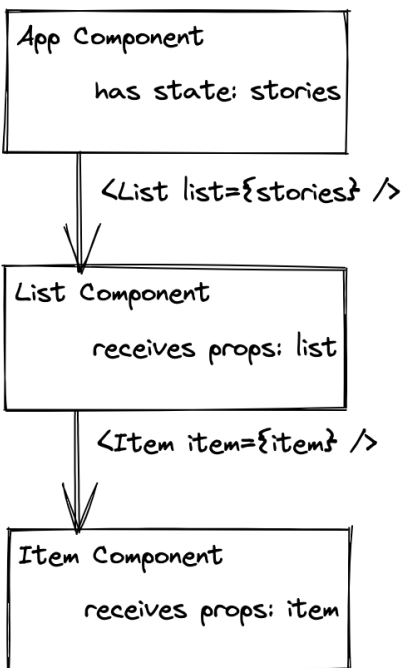 App Component
has state: stories
<List list={stories} />
List Component
receives props: list
<Item item={item} />
Item Component
receives props: item